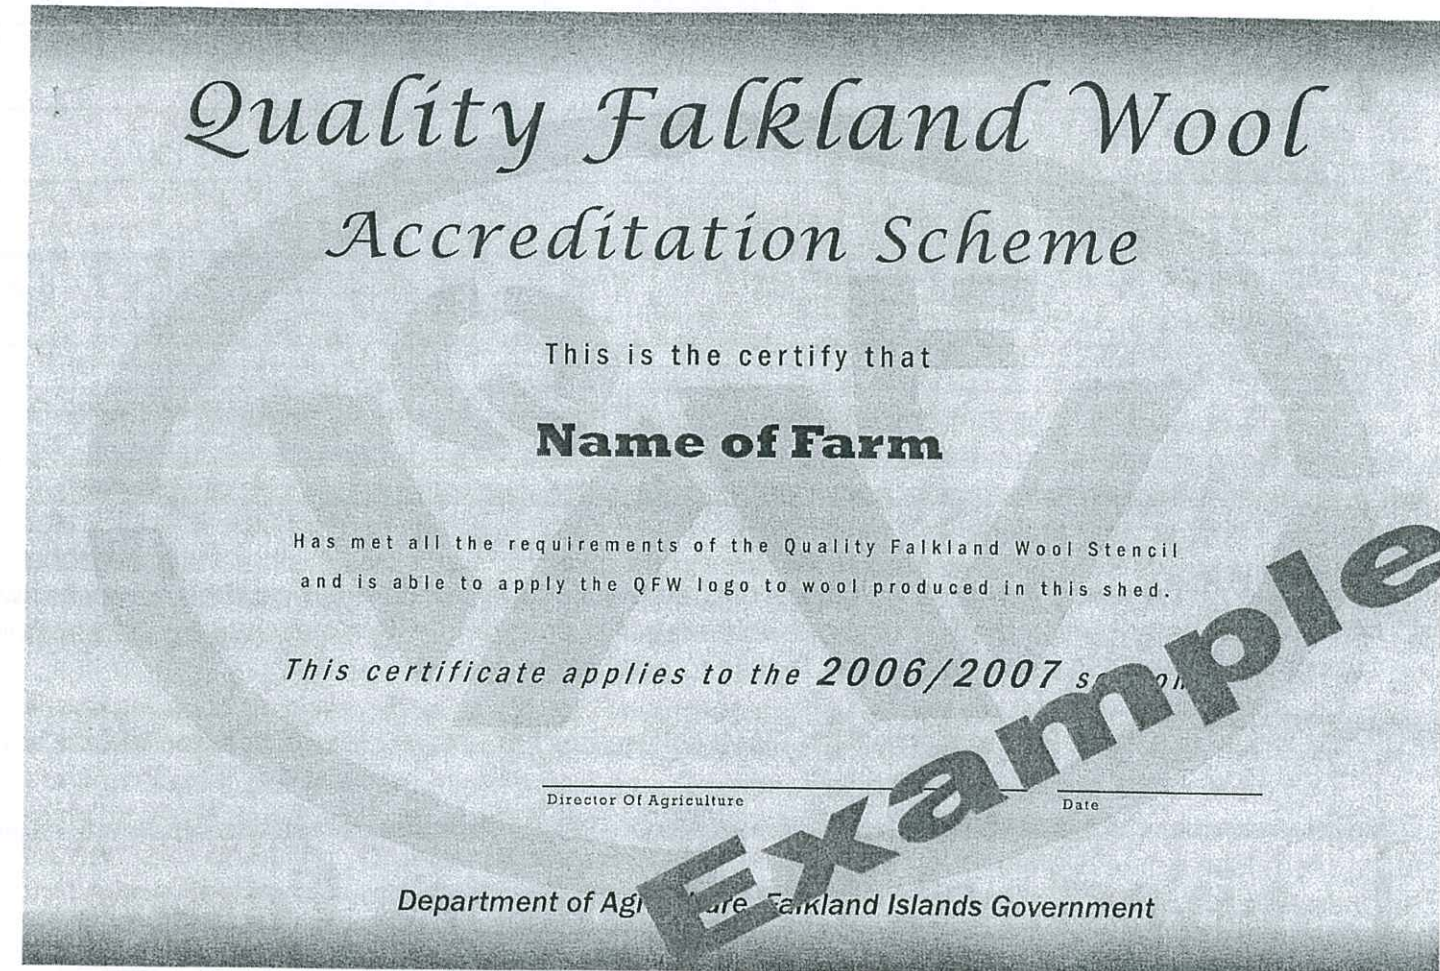 Quality Falkland Wool
Accreditation Scheme
This is the certify that
Name of Farm
Has met all the requirements of the Quality Falkland Wool Stencil
and is able to apply the QFW logo to wool produced in this shed.
This certificate applies to the 2006/2007
Director Of Agriculture
Date
Example
Department of Falkland Islands Government